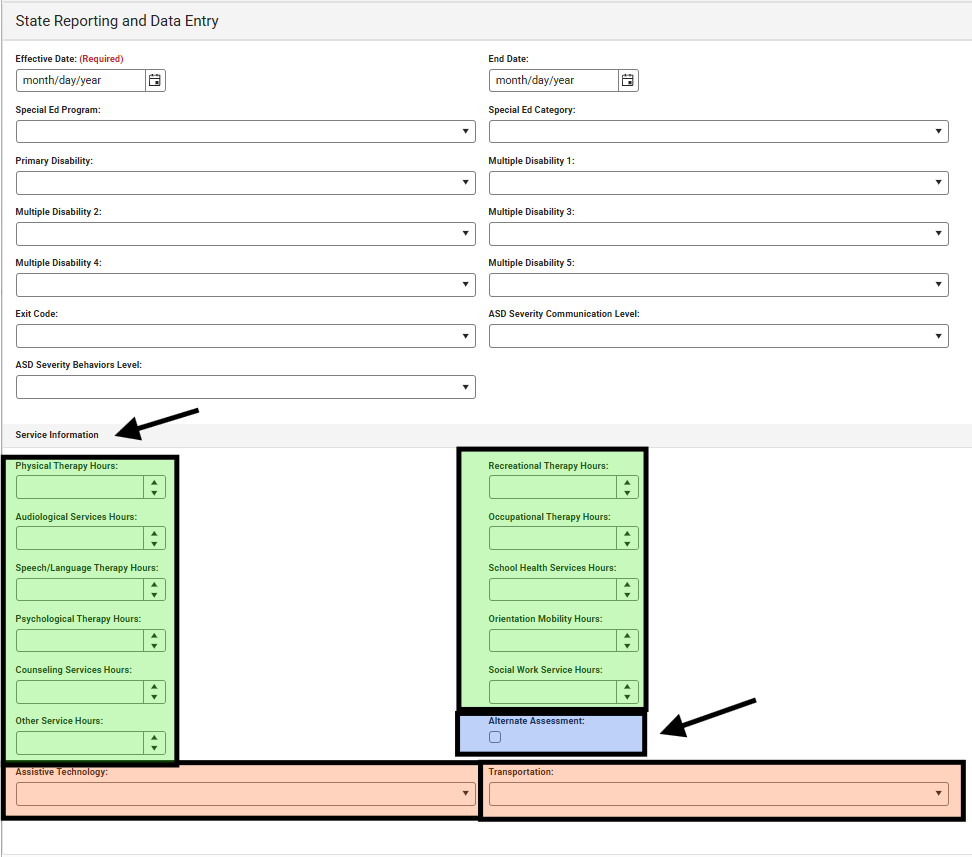 State Reporting and Data Entry
Effective Date: (Required)
End Date:
month/day/year
month/day/year
Special Ed Program:
Special Ed Category:
Primary Disability:
Multiple Disability 1:
Multiple Disability 2:
Multiple Disability 3:
Multiple Disability 4:
Multiple Disability 5:
Exit Code:
ASD Severity Communication Level:
ASD Severity Behaviors Level:
Service Information
Physical Therapy Hours:
Recreational Therapy Hours:
Audiological Services Hours:
Occupational Therapy Hours:
Speech/Language Therapy Hours:
School Health Services Hours:
Psychological Therapy Hours:
Orientation Mobility Hours:
Counseling Services Hours:
Social Work Service Hours:
Other Service Hours:
Alternate Assessment:
Assistive Technology:
Transportation: